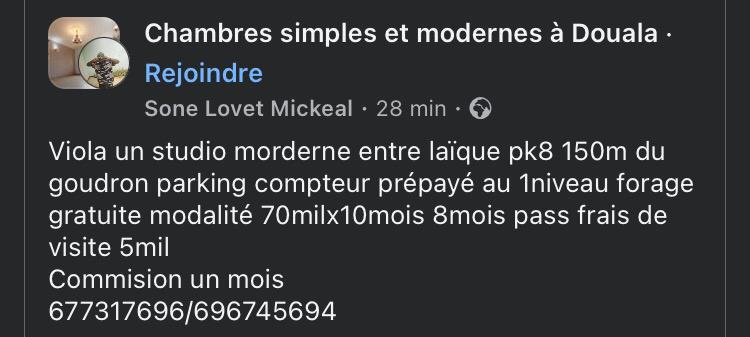 Chambres simples et modernes à Douala ·
Rejoindre
Sone Lovet Mickeal · 28 min ·
Viola un studio morderne entre laïque pk8 150m du
goudron parking compteur prépayé au 1niveau forage
gratuite modalité 70milx10mois 8mois pass frais de
visite 5mil
Commision un mois
677317696/696745694